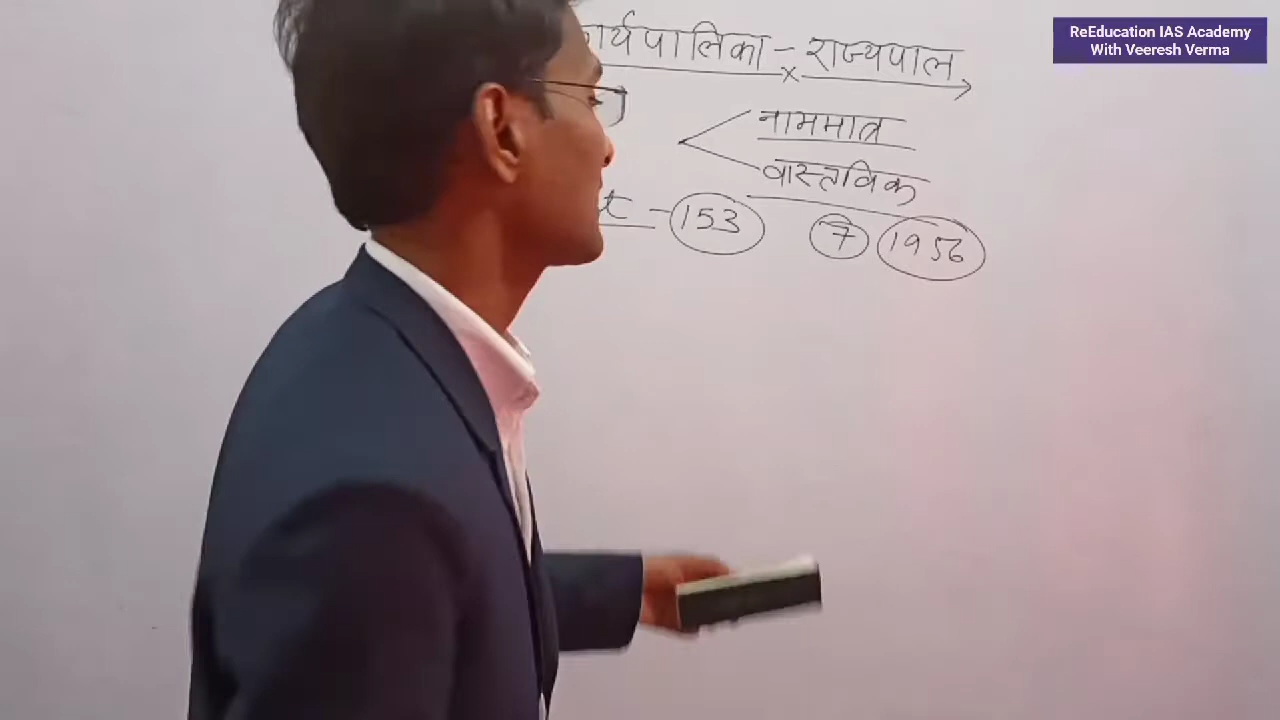 ReEducation IAS Academy
With Veeresh Verma
कार्यपालिका - राज्यपाल
नाममात्र
वास्तविक
153 7 1956